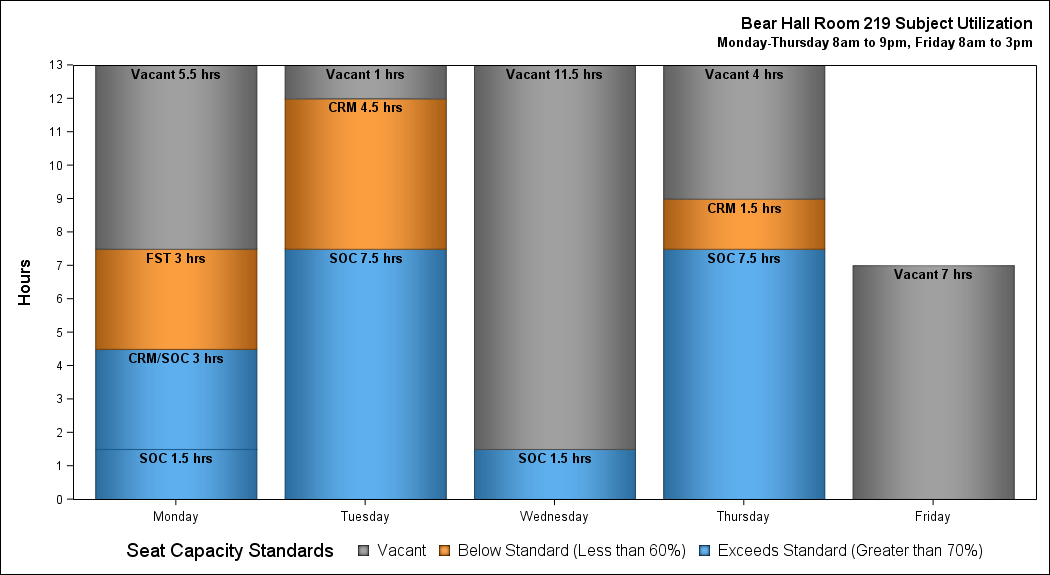 Bear Hall Room 219 Subject Utilization
Monday-Thursday 8am to 9pm, Friday 8am to 3pm
Hours
13
12
11
10
9
8
7
6
5
4
3
2
1
0
Vacant 5.5 hrs
FST 3 hrs
CRM/SOC 3 hrs
SOC 1.5 hrs
Vacant 1 hrs
CRM 4.5 hrs
SOC 7.5 hrs
Vacant 11.5 hrs
SOC 1.5 hrs
Vacant 4 hrs
CRM 1.5 hrs
SOC 7.5 hrs
Vacant 7 hrs
Monday Tuesday Wednesday Thursday Friday
Seat Capacity Standards Vacant Below Standard (Less than 60%) Exceeds Standard (Greater than 70%)